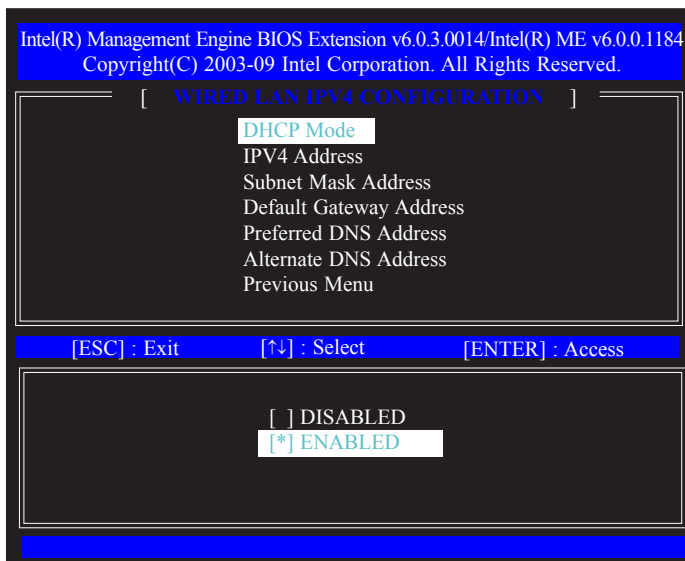 Intel(R) Management Engine BIOS Extension v6.0.3.0014/Intel(R) ME v6.0.0.1184
Copyright(C) 2003-09 Intel Corporation. All Rights Reserved.
[ WIRED LAN IPV4 CONFIGURATION ]
DHCP Mode
IPV4 Address
Subnet Mask Address
Default Gateway Address
Preferred DNS Address
Alternate DNS Address
Previous Menu
[ESC] : Exit [↑↓] : Select [ENTER] : Access
[ ] DISABLED
[*] ENABLED